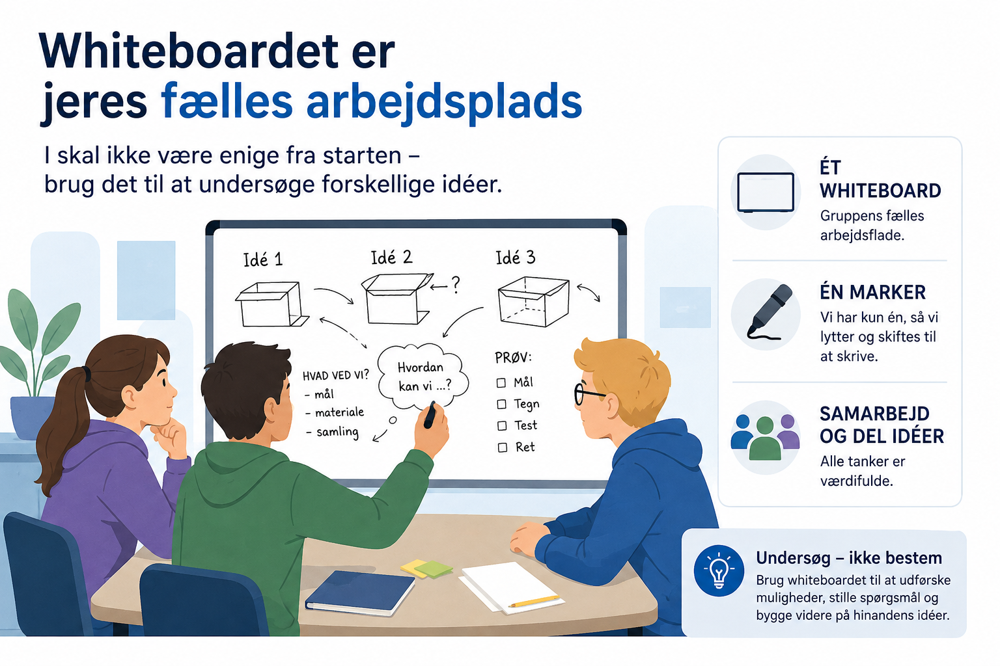 Whiteboardet er
jeres fælles arbejdsplads
I skal ikke være enige fra starten –
brug det til at undersøge forskellige idéer.
Idé 1
Idé 2
Idé 3
?
HVAD VED VI?
- mål
- materiale
- samling
Hvordan
kan vi ...?
PRØV:
Mål
Tegn
Test
Ret
ÉT
WHITEBOARD
Gruppens fælles
arbejdsflade.
ÉN MARKER
Vi har kun én, så vi
lytter og skiftes til
at skrive.
SAMARBEJD
OG DEL IDÉER
Alle tanker er
værdifulde.
Undersøg – ikke bestem
Brug whiteboardet til at udførske
muligheder, stille spørgsmål og
bygge videre på hinandens idéer.